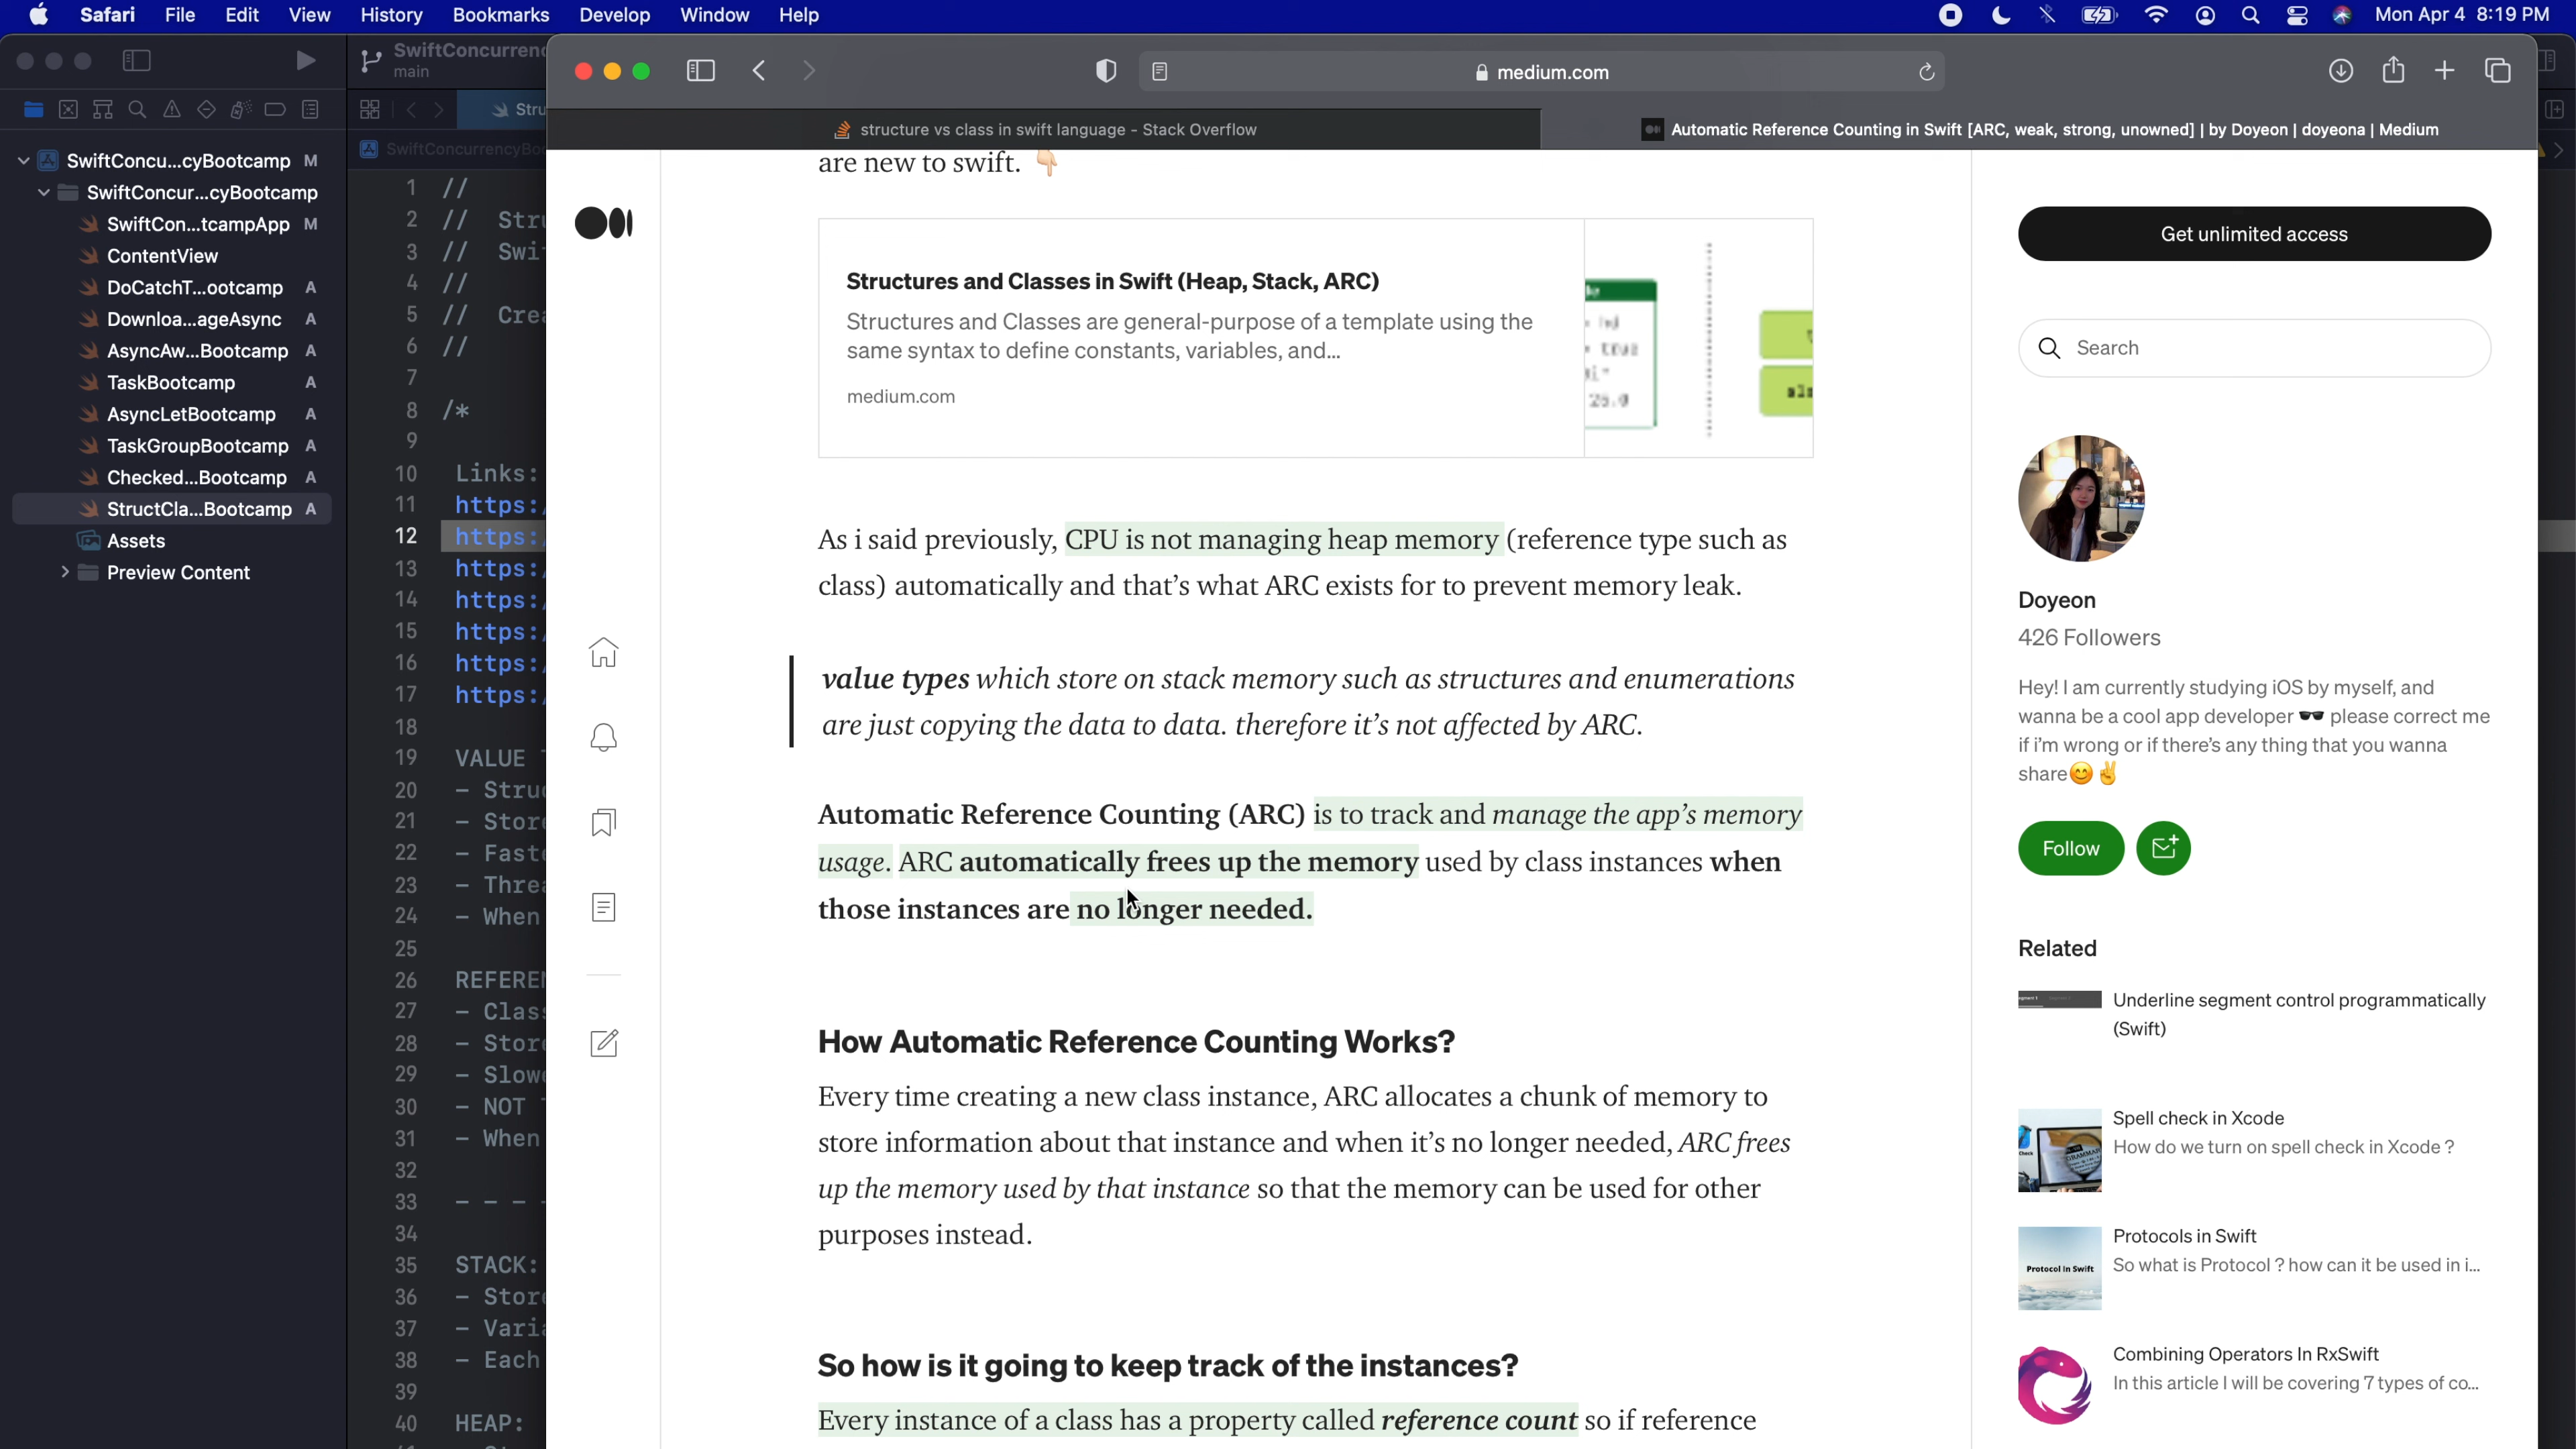 Safari File Edit View History Bookmarks Develop Window Help Mon Apr 4 8:19 PM
SwiftConcurrenc
main
medium.com
Stru
structure vs class in swift language - Stack Overflow
Automatic Reference Counting in Swift [ARC, weak, strong, unowned] | by Doyeon | doyeona | Medium
SwiftConcurrencyBo
SwiftConcu...cyBootcamp M
SwiftConcur...cyBootcamp
SwiftCon...tcampApp M
ContentView
DoCatchT...ootcamp A
Downloa...ageAsync A
AsyncAw...Bootcamp A
TaskBootcamp A
AsyncLetBootcamp A
TaskGroupBootcamp A
Checked...Bootcamp A
StructCla...Bootcamp A
Assets
Preview Content
1 //
2 // Stru
3 // Swif
4 //
5 // Crea
6 //
7
8 /*
9
10 Links:
11 https:/
12 https:/
13 https:/
14 https:/
15 https:/
16 https:/
17 https:/
18
19 VALUE T
20 - Struc
21 - Store
22 - Faste
23 - Threa
24 - When
25
26 REFEREN
27 - Class
28 - Store
29 - Slowe
30 - NOT T
31 - When
32
33 - - - -
34
35 STACK:
36 - Store
37 - Varia
38 - Each
39
40 HEAP:
are new to swift. 👇🏻
Structures and Classes in Swift (Heap, Stack, ARC)
Structures and Classes are general-purpose of a template using the
same syntax to define constants, variables, and...
medium.com
As i said previously, CPU is not managing heap memory (reference type such as
class) automatically and that's what ARC exists for to prevent memory leak.
value types which store on stack memory such as structures and enumerations
are just copying the data to data. therefore it's not affected by ARC.
Automatic Reference Counting (ARC) is to track and manage the app's memory
usage. ARC automatically frees up the memory used by class instances when
those instances are no longer needed.
How Automatic Reference Counting Works?
Every time creating a new class instance, ARC allocates a chunk of memory to
store information about that instance and when it's no longer needed, ARC frees
up the memory used by that instance so that the memory can be used for other
purposes instead.
So how is it going to keep track of the instances?
Every instance of a class has a property called reference count so if reference
Get unlimited access
Search
Doyeon
426 Followers
Hey! I am currently studying iOS by myself, and
wanna be a cool app developer 🕶 please correct me
if i'm wrong or if there's any thing that you wanna
share😊✌
Follow
Related
Underline segment control programmatically
(Swift)
Spell check in Xcode
How do we turn on spell check in Xcode ?
Protocol In Swift
Protocols in Swift
So what is Protocol ? how can it be used in i...
Combining Operators In RxSwift
In this article I will be covering 7 types of co...